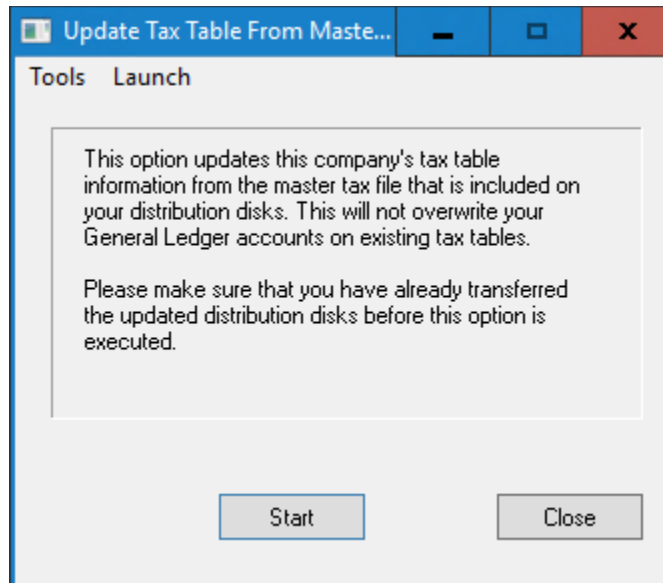 Update Tax Table From Maste...
Tools Launch
This option updates this company's tax table
information from the master tax file that is included on
your distribution disks. This will not overwrite your
General Ledger accounts on existing tax tables.
Please make sure that you have already transferred
the updated distribution disks before this option is
executed.
Start Close